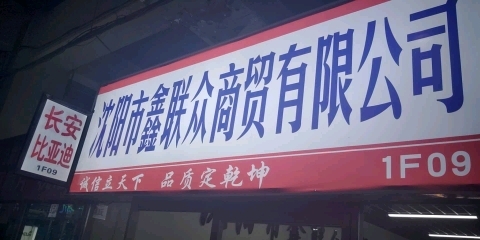 长安
比亚迪
1F09
沈阳市鑫联众商贸有限公司
诚信立天下 品质定乾坤
1F09